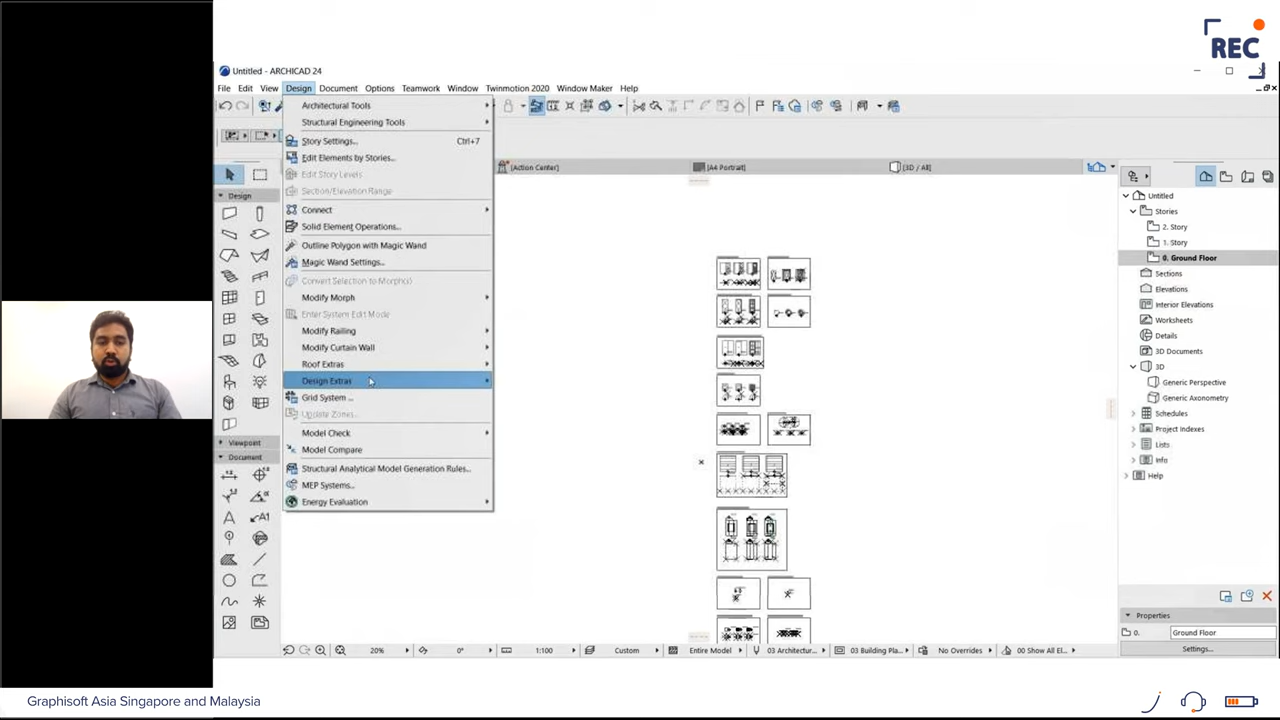 REC
Untitled - ARCHICAD 24
File Edit View Design Document Options Teamwork Window Twinmotion 2020 Window Maker Help
Architectural Tools
Structural Engineering Tools
Story Settings... Ctrl+7
Edit Elements by Stories...
Edit Story Levels
Section/Elevation Range
Connect
Solid Element Operations...
Outline Polygon with Magic Wand
Magic Wand Settings...
Convert Selection to Morph(s)
Modify Morph
Enter System Edit Mode
Modify Railing
Modify Curtain Wall
Roof Extras
Design Extras
Grid System ...
Update Zones...
Model Check
Model Compare
Structural Analytical Model Generation Rules...
MEP Systems...
Energy Evaluation
[Action Center] [A4 Portrait] [3D / All]
Design
Viewpoint
Document
A A1
Untitled
Stories
2. Story
1. Story
0. Ground Floor
Sections
Elevations
Interior Elevations
Worksheets
Details
3D Documents
3D
Generic Perspective
Generic Axonometry
Schedules
Project Indexes
Lists
Info
Help
Properties
0. Ground Floor
Settings...
20% 0° 1:100 Custom Entire Model 03 Architectur... 03 Building Pla... No Overrides 00 Show All El...
Graphisoft Asia Singapore and Malaysia